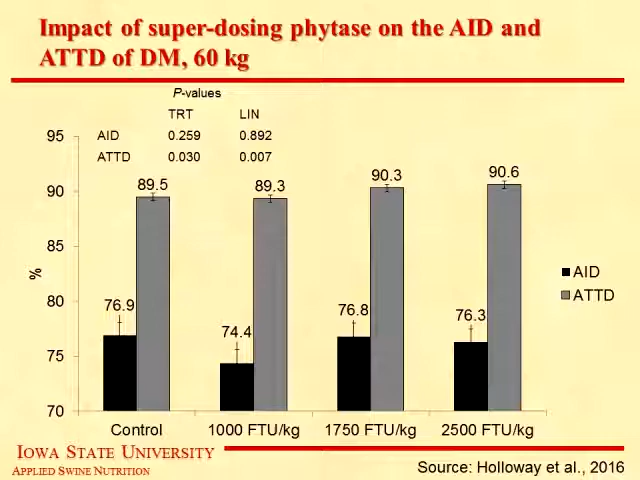 Impact of super-dosing phytase on the AID and
ATTD of DM, 60 kg
P-values
TRT LIN
AID 0.259 0.892
ATTD 0.030 0.007
95
90
85
80
75
70
%
89.5
89.3
90.3
90.6
76.9
74.4
76.8
76.3
AID
ATTD
Control 1000 FTU/kg 1750 FTU/kg 2500 FTU/kg
IOWA STATE UNIVERSITY
APPLIED SWINE NUTRITION
Source: Holloway et al., 2016